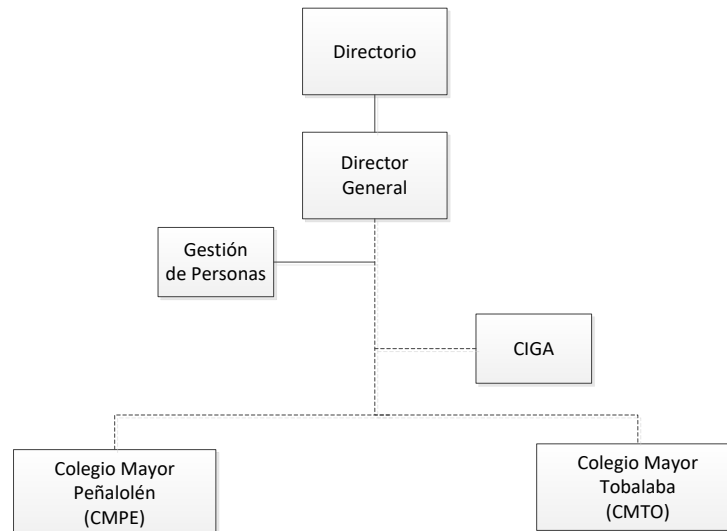 Directorio
Director
General
Gestión
de Personas
CIGA
Colegio Mayor
Peñalolén
(CMPE)
Colegio Mayor
Tobalaba
(CMTO)